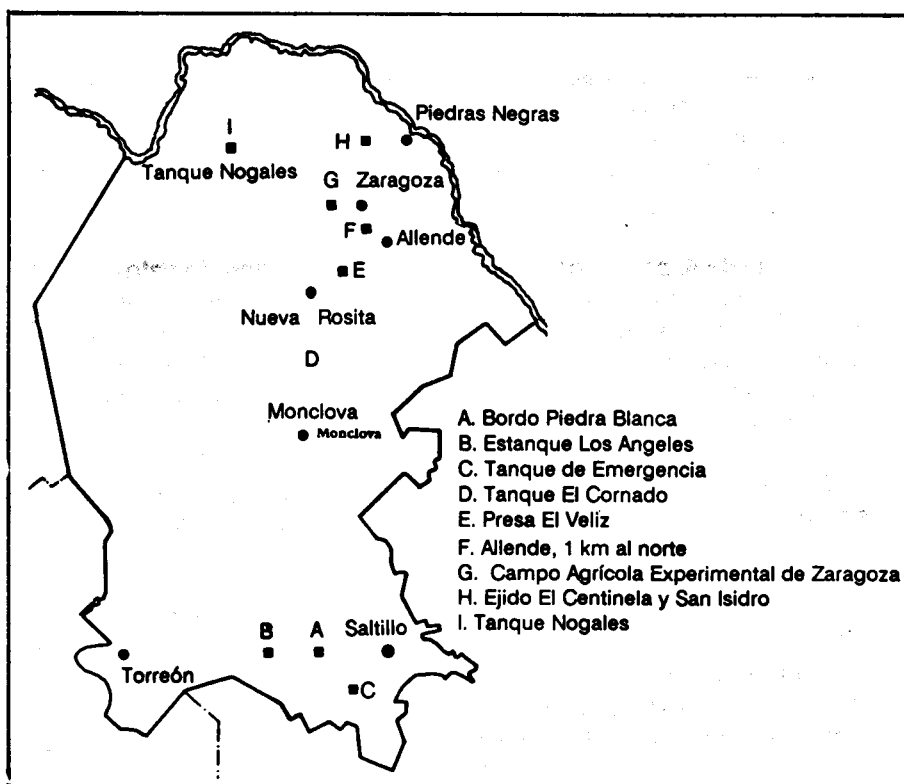 Piedras Negras
I
H
Tanque Nogales
G Zaragoza
F
Allende
E
Nueva Rosita
D
Monclova
Monclova
A. Bordo Piedra Blanca
B. Estanque Los Angeles
C. Tanque de Emergencia
D. Tanque El Cornado
E. Presa El Veliz
F. Allende, 1 km al norte
G. Campo Agrícola Experimental de Zaragoza
H. Ejido El Centinela y San Isidro
I. Tanque Nogales
B A Saltillo
Torreón
C